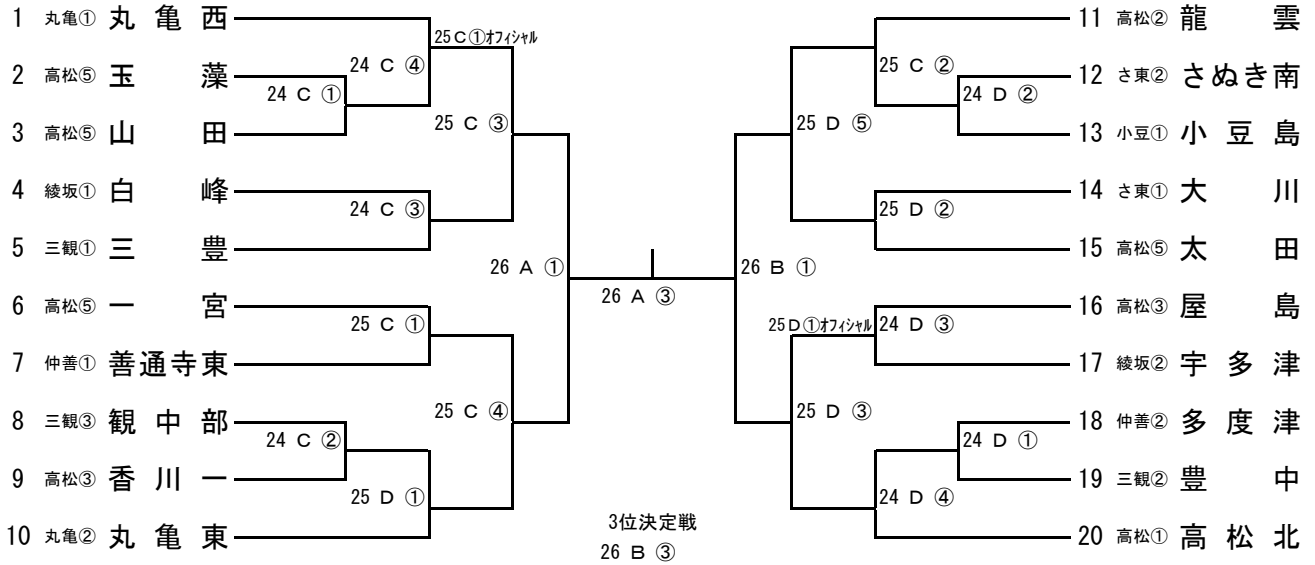 1 丸亀① 丸亀西
25C①オフィシャル
24 C ④
2 高松⑤ 玉藻
24 C ①
3 高松⑤ 山田
25 C ③
4 綾坂① 白峰
24 C ③
5 三観① 三豊
26 A ①
6 高松⑤ 一宮
25 C ①
7 仲善① 善通寺東
25 C ④
8 三観③ 観中部
24 C ②
9 高松③ 香川一
25 D ①
10 丸亀② 丸亀東
26 A ③
3位決定戦
26 B ③
11 高松② 龍雲
25 C ②
12 さ東② さぬき南
24 D ②
13 小豆① 小豆島
25 D ⑤
14 さ東① 大川
25 D ②
15 高松⑤ 太田
26 B ①
16 高松③ 屋島
25D①オフィシャル
24 D ③
17 綾坂② 宇多津
25 D ③
18 仲善② 多度津
24 D ①
19 三観② 豊中
24 D ④
20 高松① 高松北